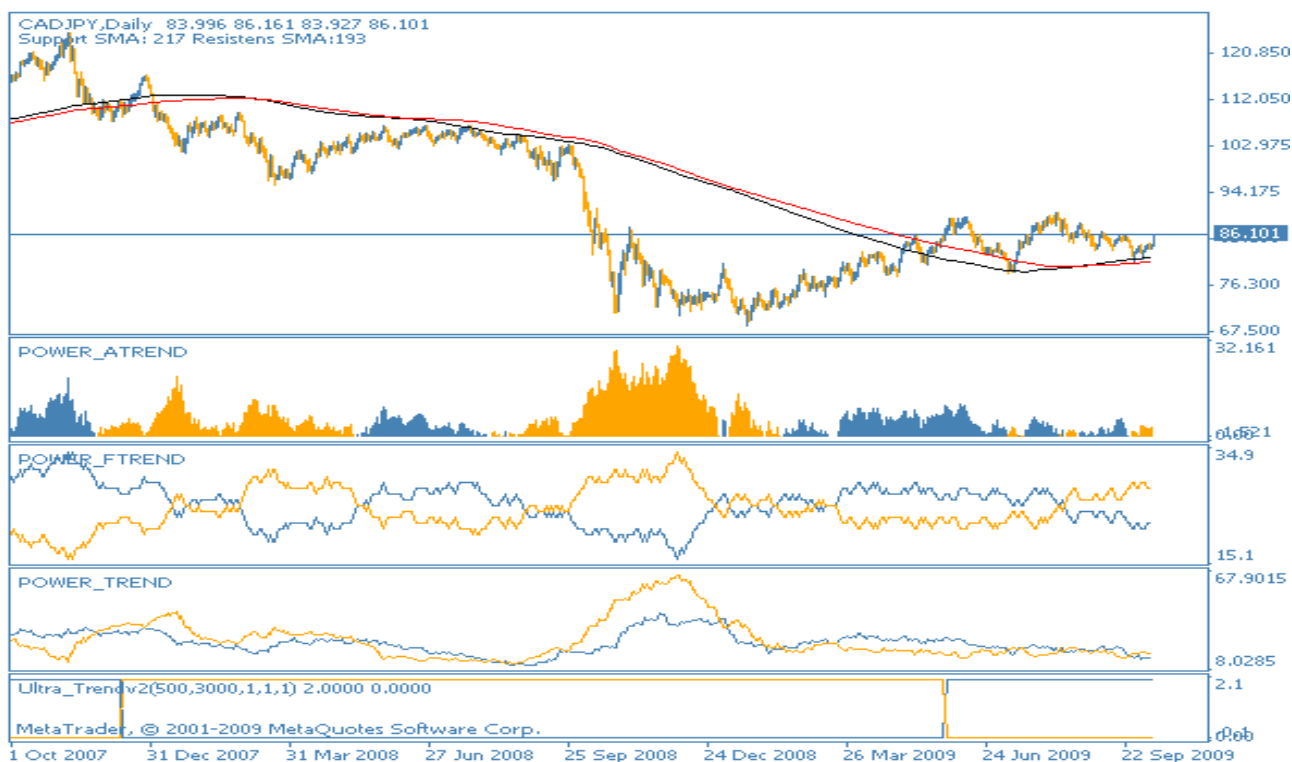 CADJPY,Daily 83.996 86.161 83.927 86.101
Support SMA: 217 Resistens SMA:193
120.850
112.050
102.975
94.175
86.101
76.300
67.500
POWER_ATREND
32.161
0.00
POWER_FTREND
34.9
15.1
POWER_TREND
67.9015
8.0285
Ultra_Trendv2(500,3000,1,1,1) 2.0000 0.0000
2.1
MetaTrader, © 2001-2009 MetaQuotes Software Corp.
0.00
1 Oct 2007 31 Dec 2007 31 Mar 2008 27 Jun 2008 25 Sep 2008 24 Dec 2008 26 Mar 2009 24 Jun 2009 22 Sep 2009